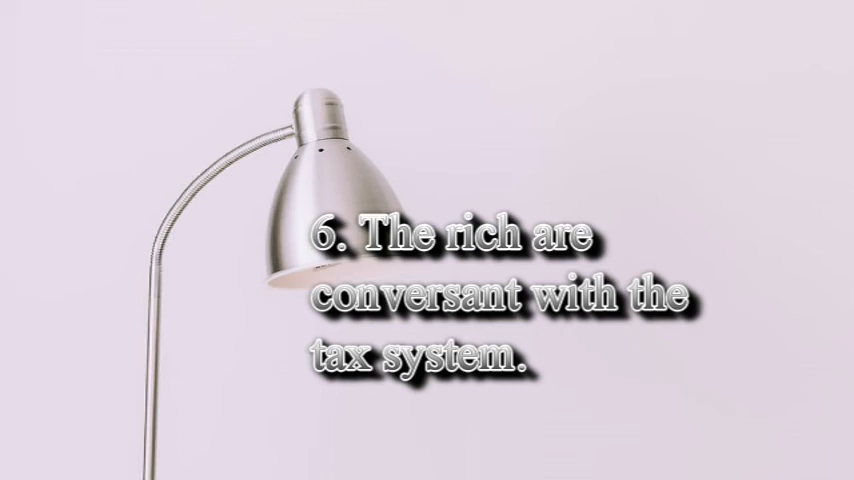 6. The rich are
conversant with the
tax system.